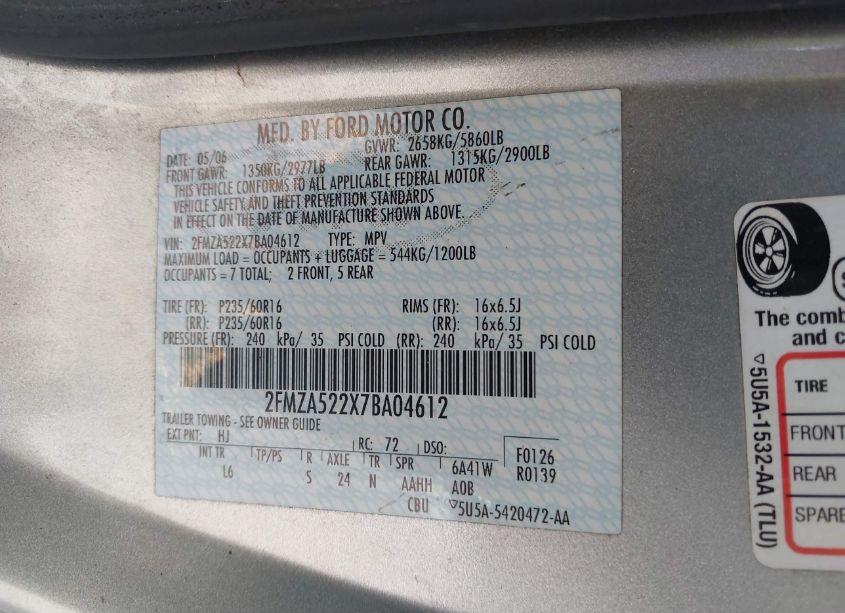 MFD. BY FORD MOTOR CO.
DATE: 05/06 GVWR: 2658KG/5860LB
FRONT GAWR: 1350KG/2977LB REAR GAWR: 1315KG/2900LB
THIS VEHICLE CONFORMS TO ALL APPLICABLE FEDERAL MOTOR
VEHICLE SAFETY AND THEFT PREVENTION STANDARDS
IN EFFECT ON THE DATE OF MANUFACTURE SHOWN ABOVE.
VIN: 2FMZA522X7BA04612 TYPE: MPV
MAXIMUM LOAD = OCCUPANTS + LUGGAGE = 544KG/1200LB
OCCUPANTS = 7 TOTAL; 2 FRONT, 5 REAR
TIRE (FR): P235/60R16 RIMS (FR): 16x6.5J
(RR): P235/60R16 (RR): 16x6.5J
PRESSURE (FR): 240 kPa/ 35 PSI COLD (RR): 240 kPa/ 35 PSI COLD
2FMZA522X7BA04612
TRAILER TOWING - SEE OWNER GUIDE
EXT PNT: HJ RC: 72 DSO: F0126
INT TR TP/PS R AXLE TR SPR 6A41W R0139
L6 S 24 N AAHH AOB
CBU ▽5U5A-5420472-AA
The comb
and c
TIRE
FRONT
REAR
SPARE
▽5U5A-1532-AA (TLU)